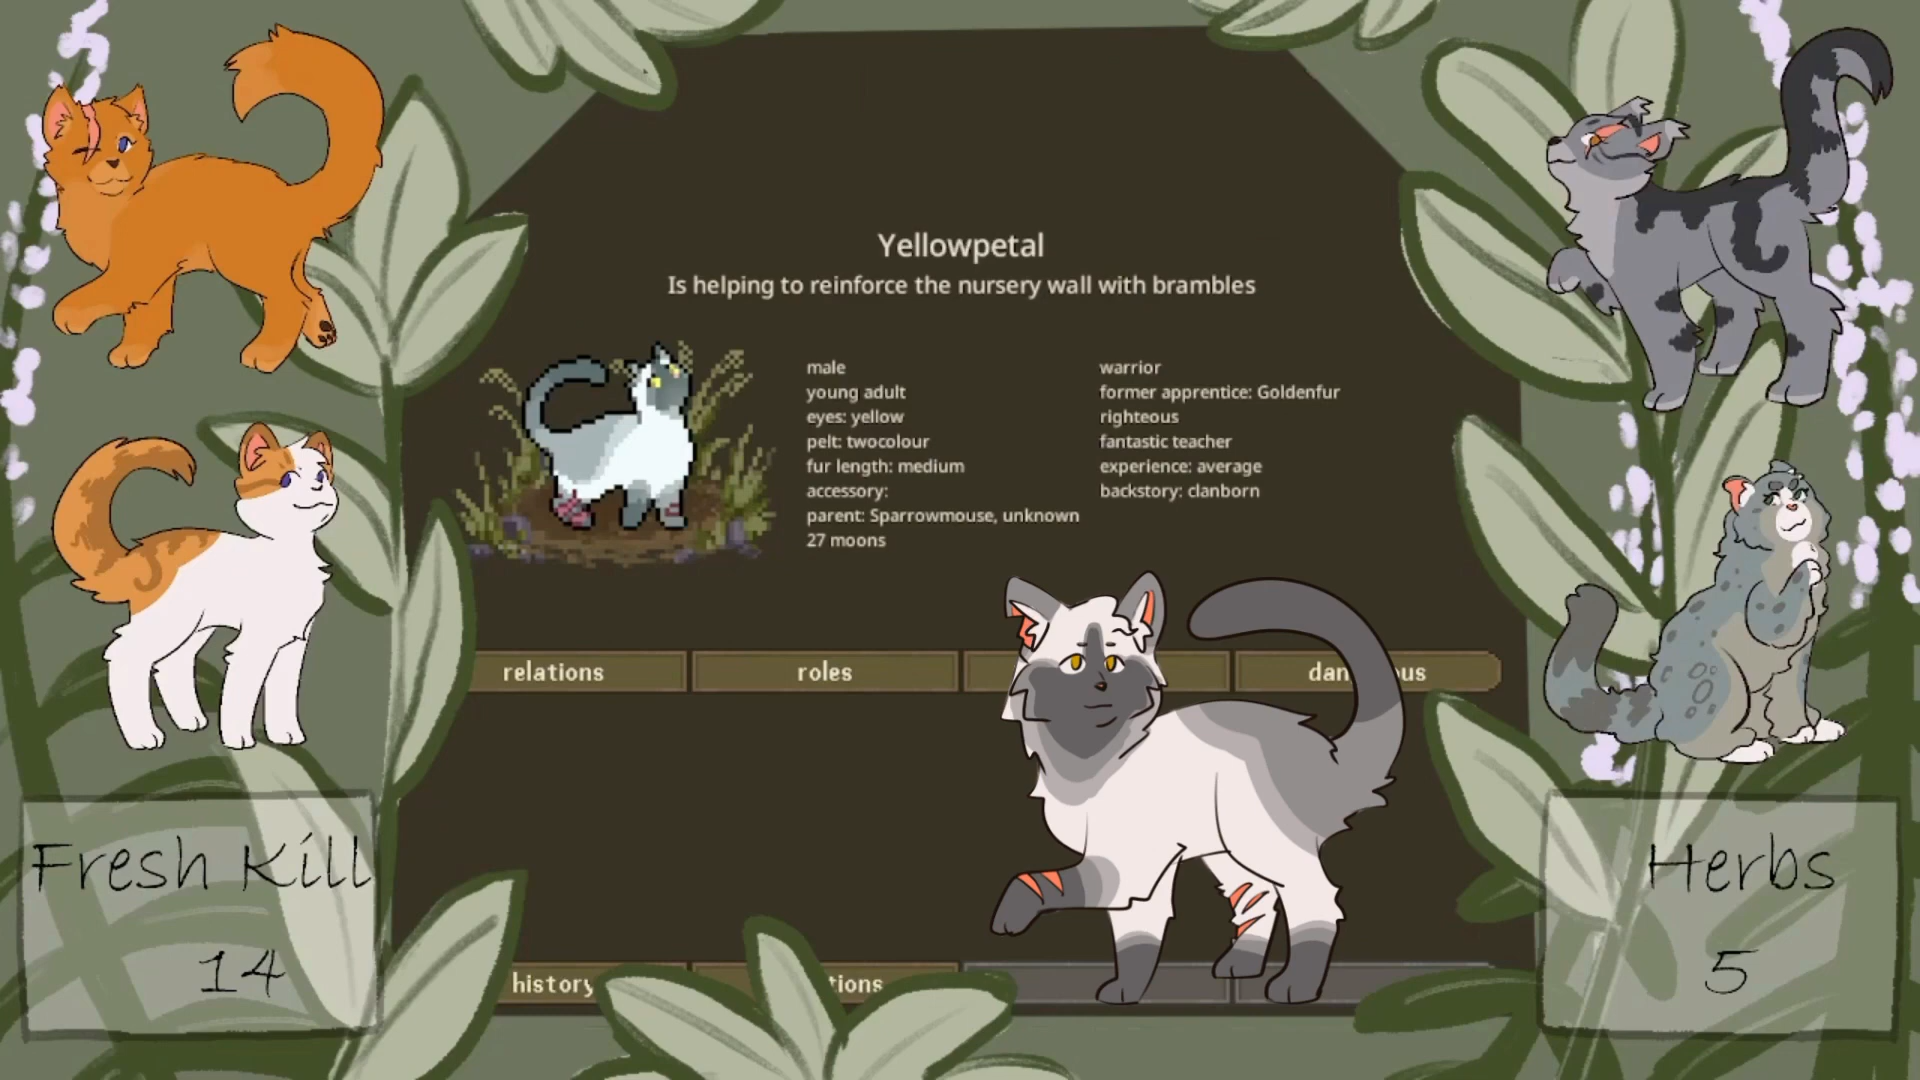 Yellowpetal
Is helping to reinforce the nursery wall with brambles
male
young adult
eyes: yellow
pelt: twocolour
fur length: medium
accessory:
parent: Sparrowmouse, unknown
27 moons
warrior
former apprentice: Goldenfur
righteous
fantastic teacher
experience: average
backstory: clanborn
relations
roles
Fresh Kill
14
Herbs
5
history